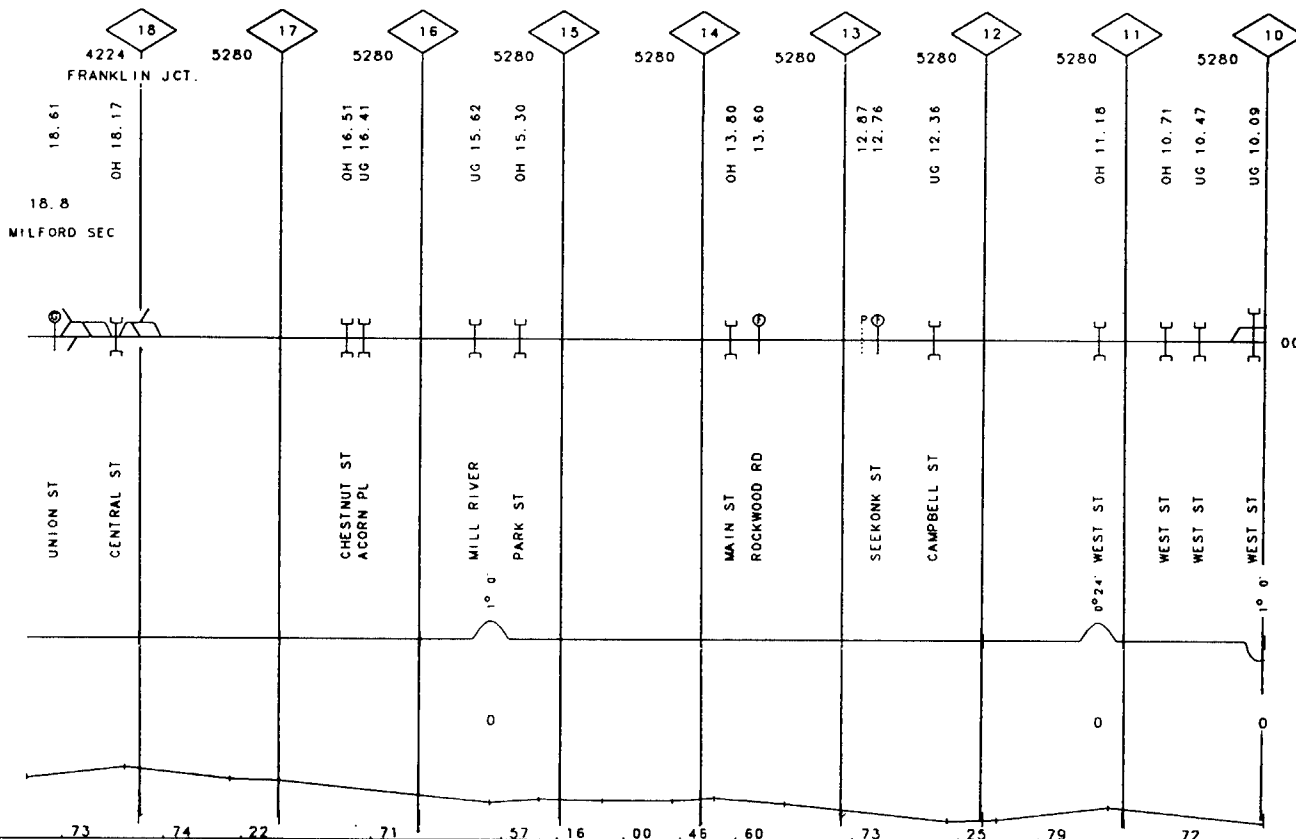 18
17
16
15
14
13
12
11
10
4224
5280
5280
5280
5280
5280
5280
5280
5280
FRANKLIN JCT.
18.61
OH 18.17
OH 16.51
UG 16.41
UG 15.62
OH 15.30
OH 13.80
13.60
12.87
12.76
UG 12.36
OH 11.18
OH 10.71
UG 10.47
UG 10.09
18.8
MILFORD SEC
G
F
P
F
UNION ST
CENTRAL ST
CHESTNUT ST
ACORN PL
MILL RIVER
PARK ST
MAIN ST
ROCKWOOD RD
SEEKONK ST
CAMPBELL ST
WEST ST
WEST ST
WEST ST
WEST ST
1° 0'
0°24'
1° 0'
0
0
0
.73
.74
.22
.71
.57
.16
.00
.46
.60
.73
.25
.79
.72